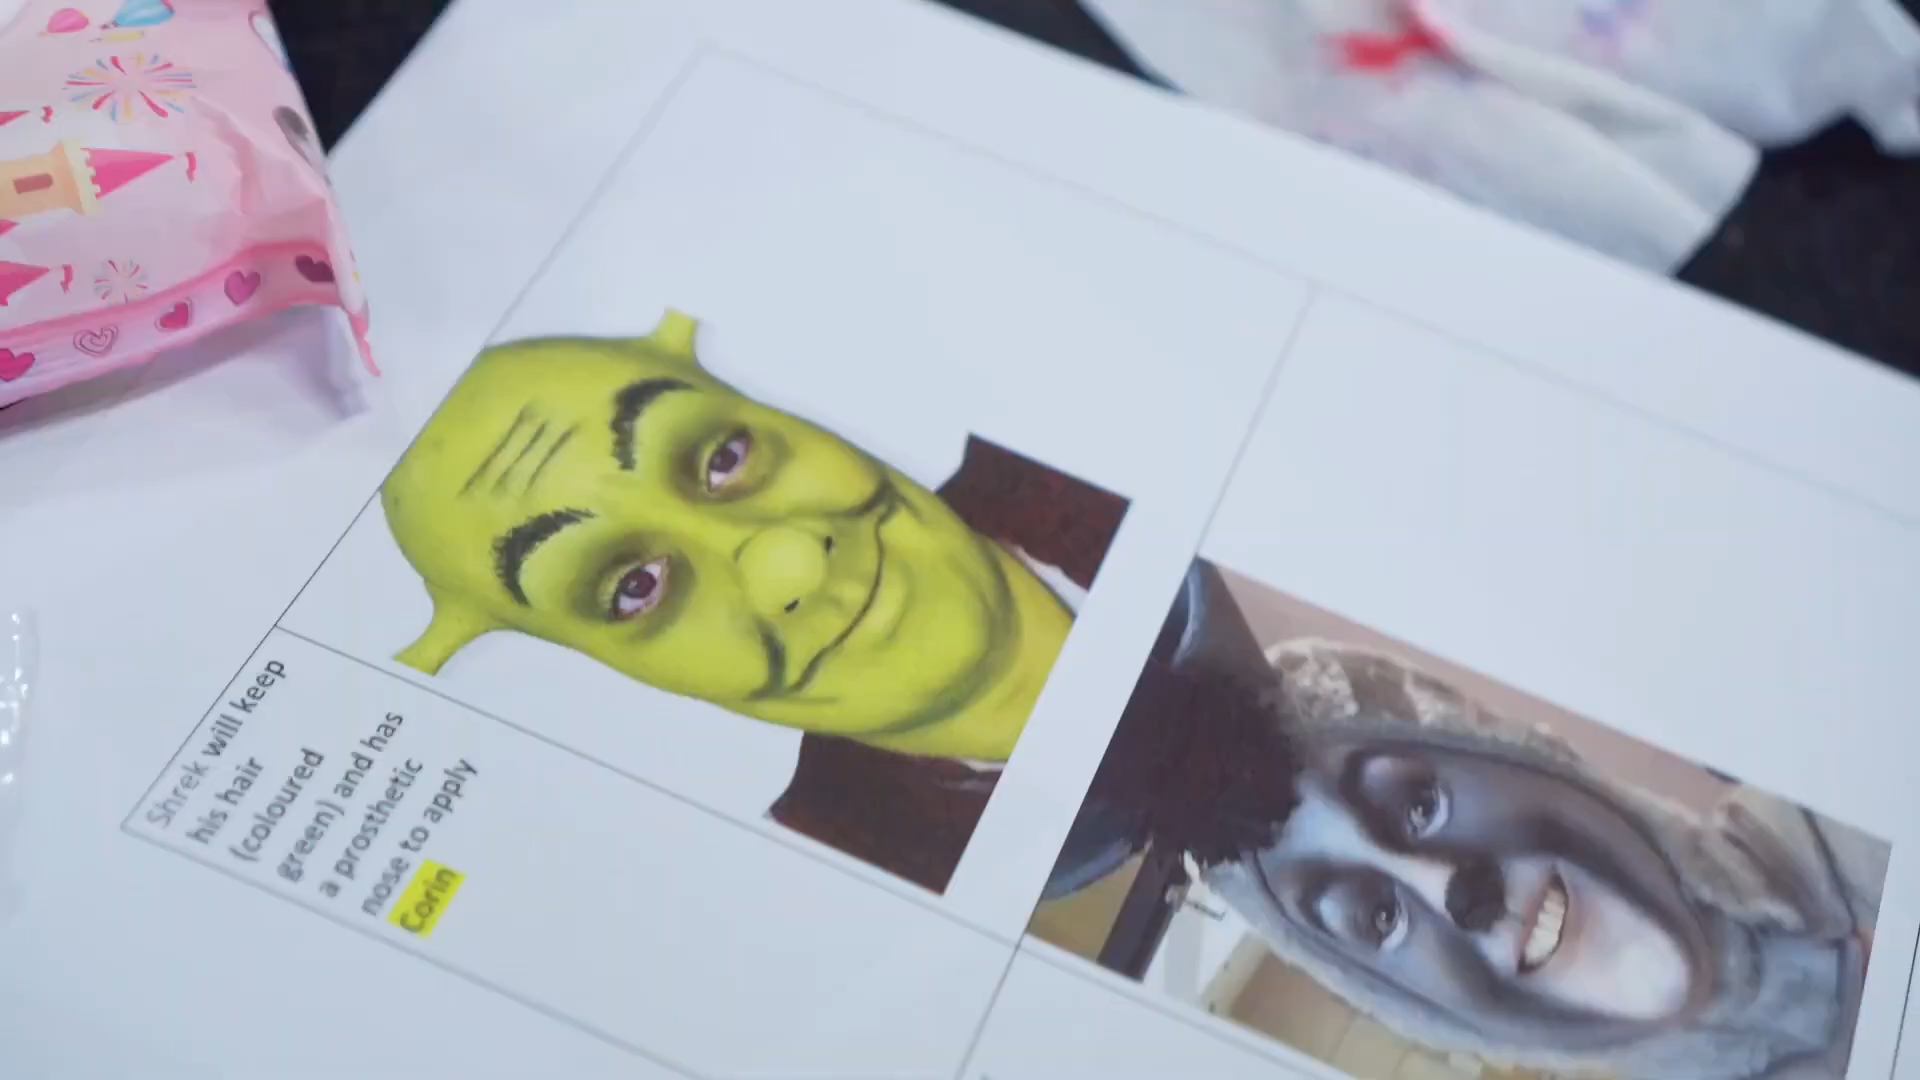 Shrek will keep
his hair
(coloured
green) and has
a prosthetic
nose to apply
Corin